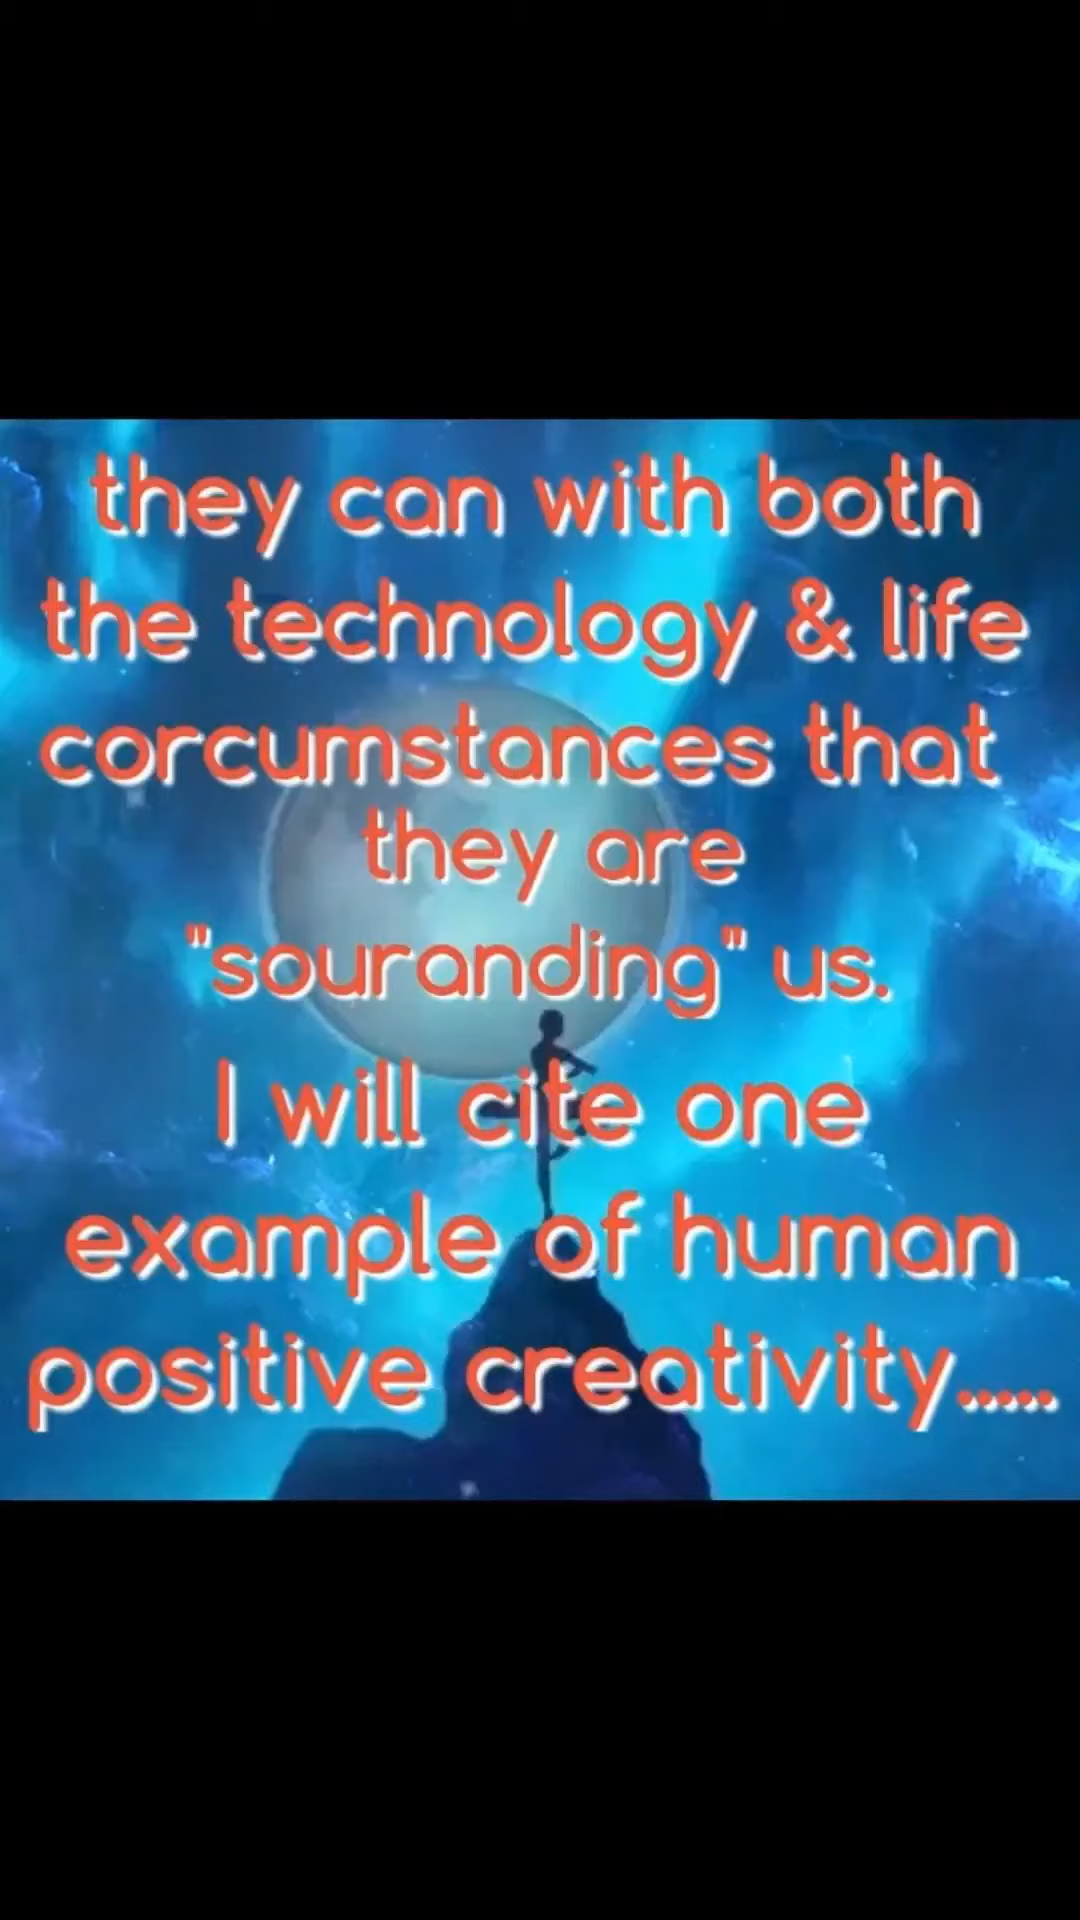 they can with both
the technology & life
corcumstances that
they are
"souranding" us.
I will cite one
example of human
positive creativity.....